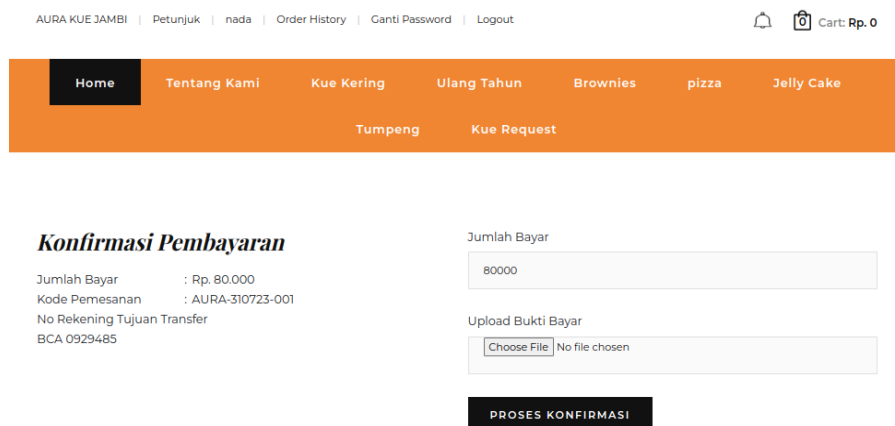 AURA KUE JAMBI | Petunjuk | nada | Order History | Ganti Password | Logout
0 Cart: Rp. 0
Home Tentang Kami Kue Kering Ulang Tahun Brownies pizza Jelly Cake
Tumpeng Kue Request
Konfirmasi Pembayaran
Jumlah Bayar : Rp. 80.000
Kode Pemesanan : AURA-310723-001
No Rekening Tujuan Transfer
BCA 0929485
Jumlah Bayar
80000
Upload Bukti Bayar
Choose File No file chosen
PROSES KONFIRMASI